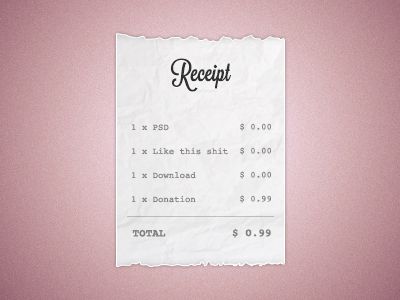 Receipt
1 x PSD $ 0.00
1 x Like this shit $ 0.00
1 x Download $ 0.00
1 x Donation $ 0.99
TOTAL $ 0.99